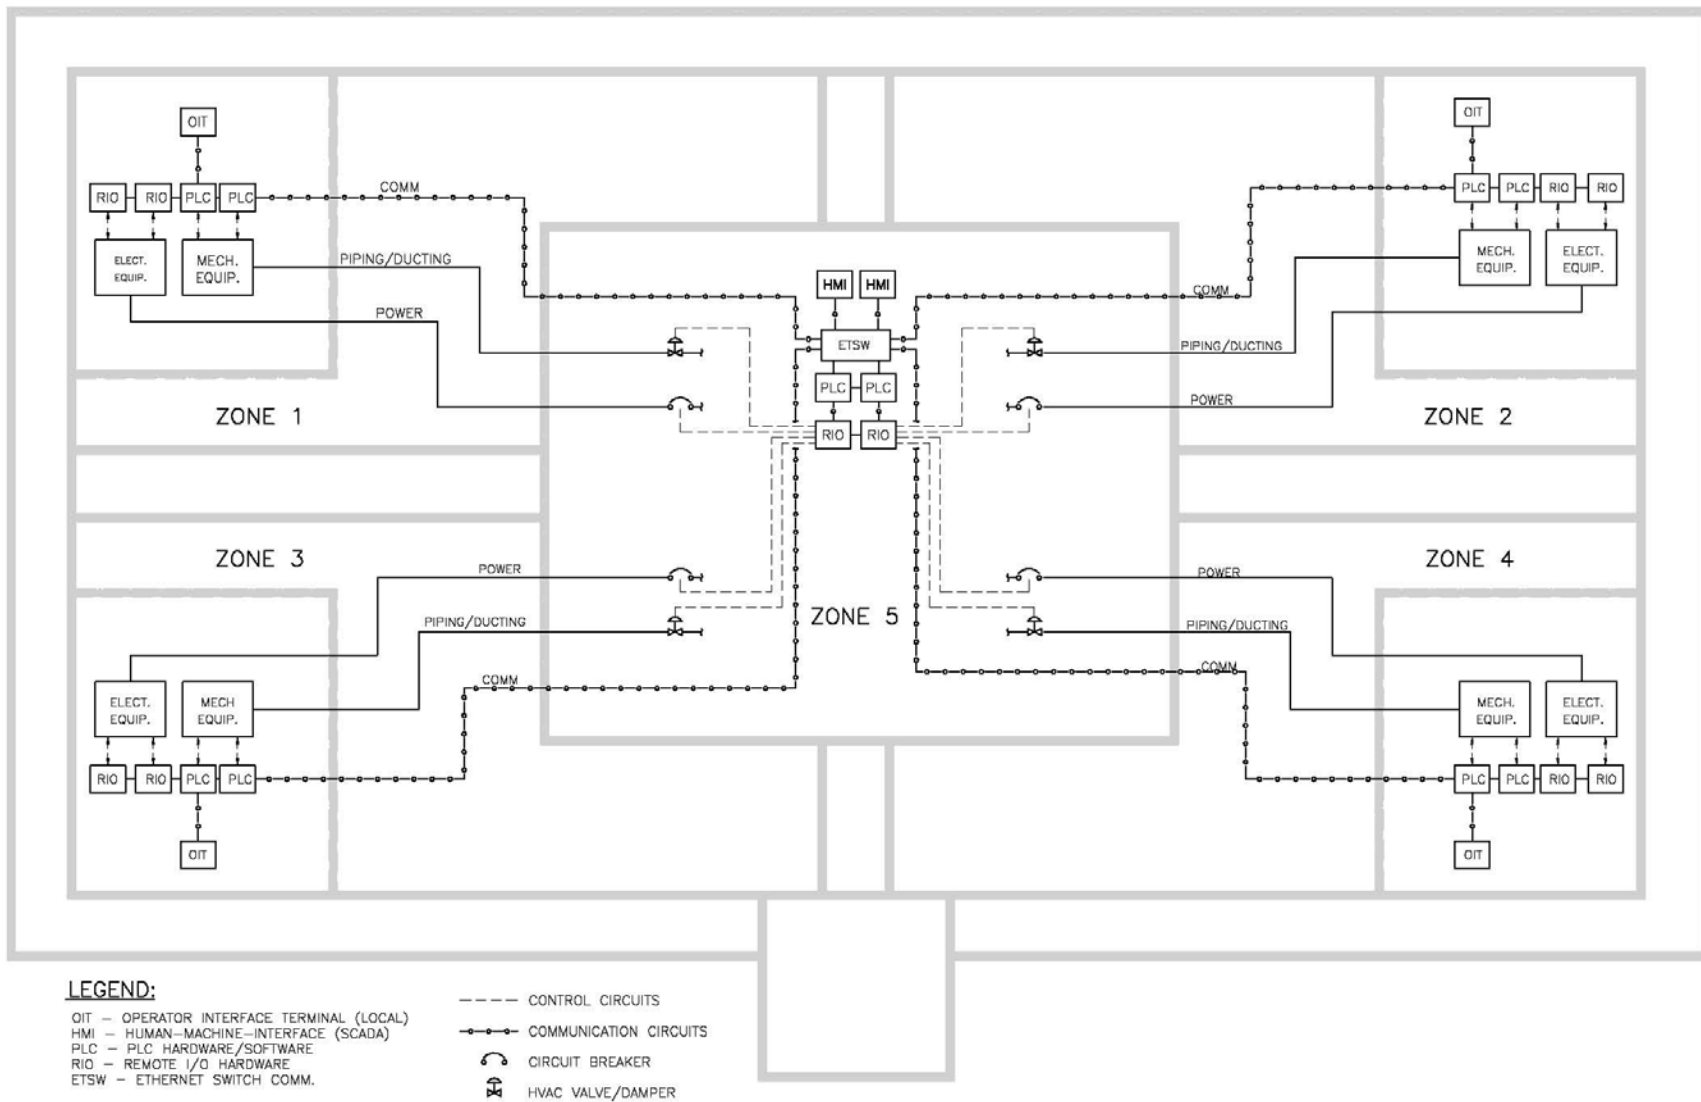 OIT
OIT
RIO RIO PLC PLC
COMM
PLC PLC RIO RIO
ELECT.
EQUIP.
MECH.
EQUIP.
PIPING/DUCTING
MECH.
EQUIP.
ELECT.
EQUIP.
HMI HMI
COMM
POWER
ETSW
PIPING/DUCTING
PLC PLC
POWER
ZONE 1
ZONE 2
RIO RIO
ZONE 3
ZONE 4
POWER
POWER
ZONE 5
PIPING/DUCTING
PIPING/DUCTING
COMM
COMM
ELECT.
EQUIP.
MECH
EQUIP.
MECH.
EQUIP.
ELECT.
EQUIP.
RIO RIO PLC PLC
PLC PLC RIO RIO
OIT
OIT
LEGEND:
OIT – OPERATOR INTERFACE TERMINAL (LOCAL)
HMI – HUMAN–MACHINE–INTERFACE (SCADA)
PLC – PLC HARDWARE/SOFTWARE
RIO – REMOTE I/O HARDWARE
ETSW – ETHERNET SWITCH COMM.
CONTROL CIRCUITS
COMMUNICATION CIRCUITS
CIRCUIT BREAKER
HVAC VALVE/DAMPER